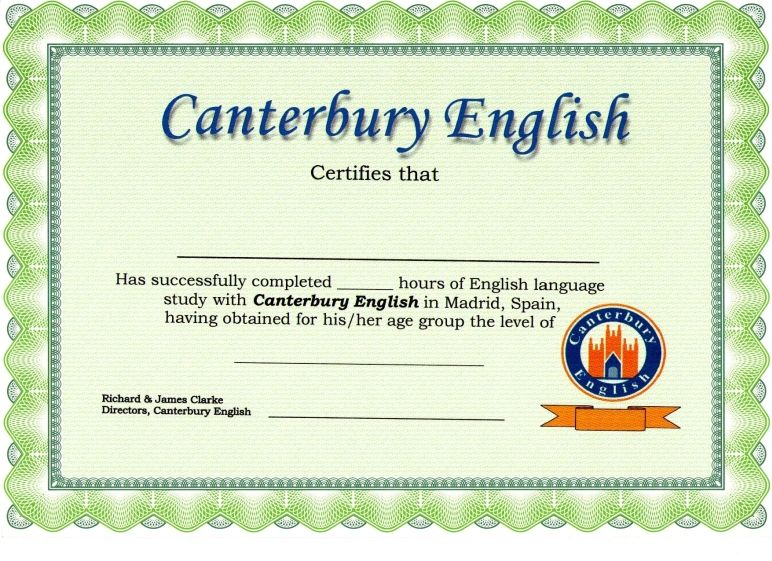 Canterbury English
Certifies that
Has successfully completed _______ hours of English language
study with Canterbury English in Madrid, Spain,
having obtained for his/her age group the level of
Canterbury
English
Richard & James Clarke
Directors, Canterbury English